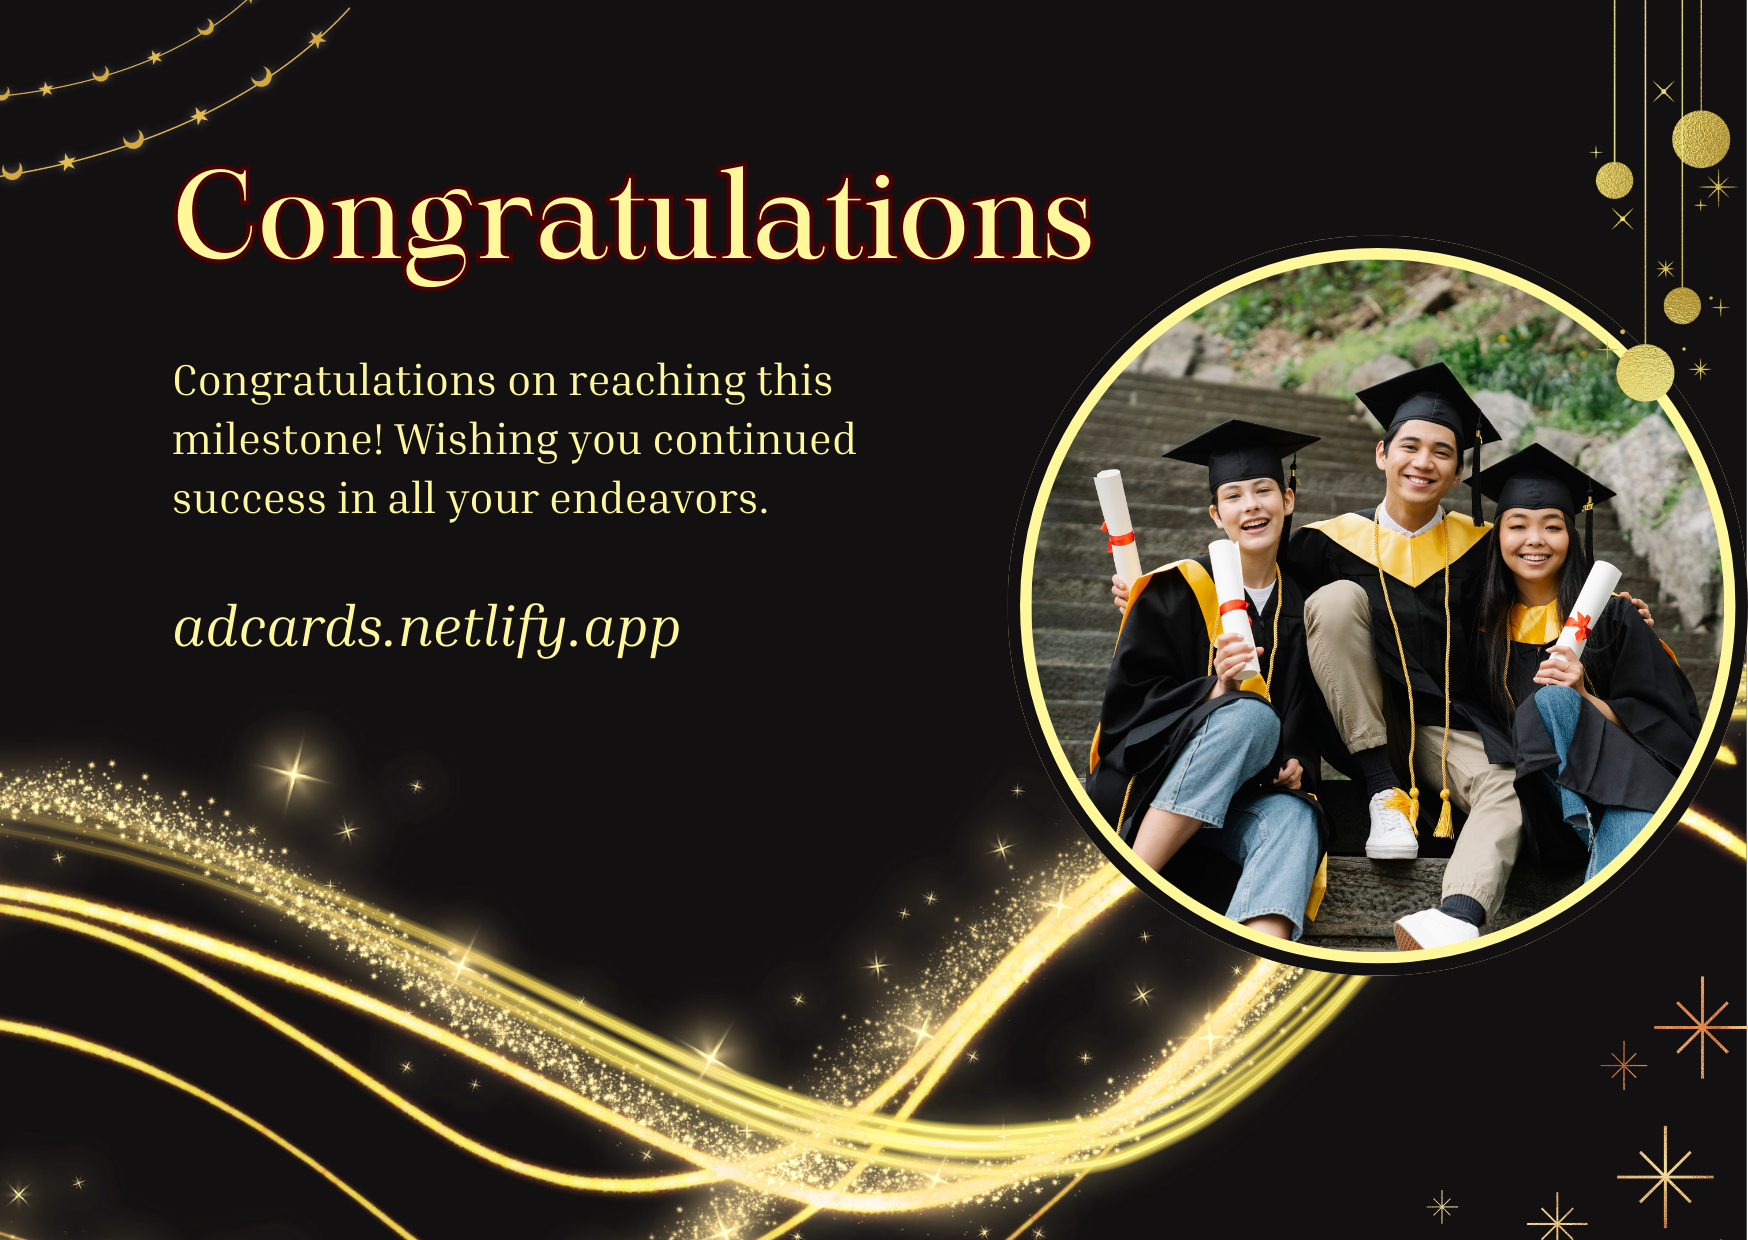 Congratulations
Congratulations on reaching this
milestone! Wishing you continued
success in all your endeavors.
adcards.netlify.app